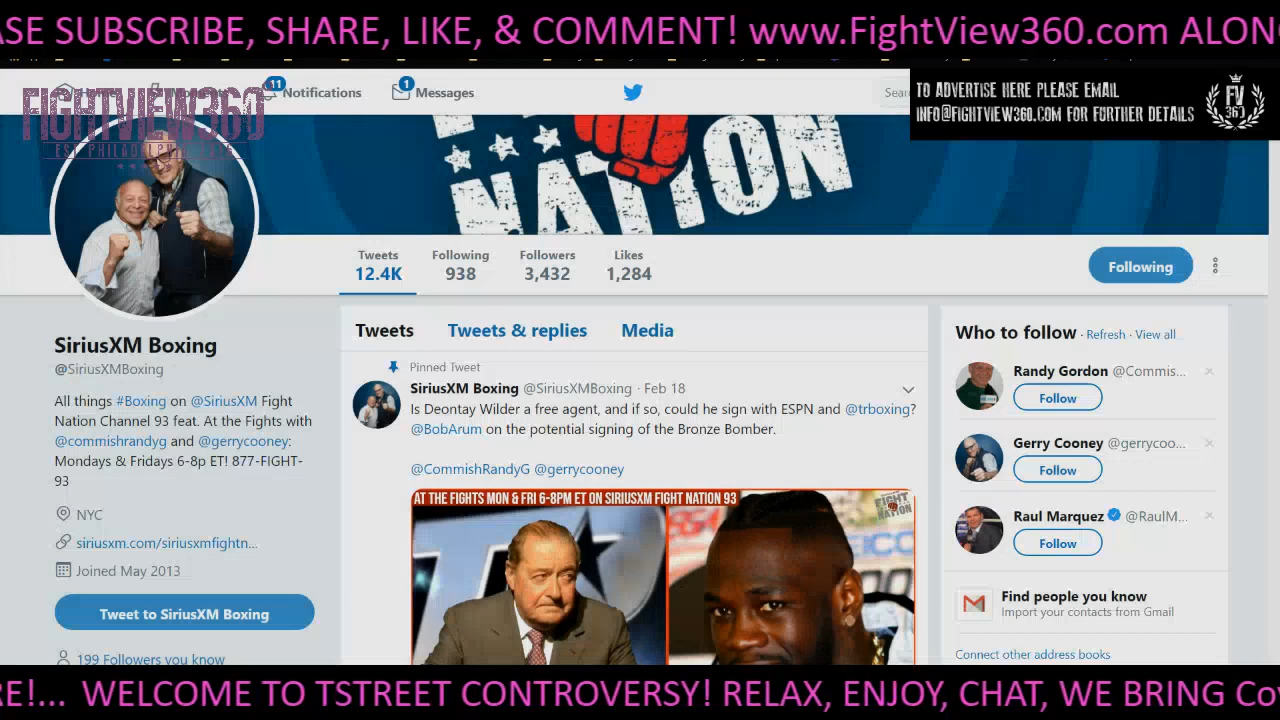 ASE SUBSCRIBE, SHARE, LIKE, & COMMENT! www.FightView360.com ALON
11
Notifications
1
Messages
Sear
TO ADVERTISE HERE PLEASE EMAIL
INFO@FIGHTVIEW360.COM FOR FURTHER DETAILS
FV
360
FIGHTVIEW360
EST PHILADELPHIA
NATION
Tweets
Following
Followers
Likes
12.4K
938
3,432
1,284
Following
SiriusXM Boxing
@SiriusXMBoxing
All things #Boxing on @SiriusXM Fight
Nation Channel 93 feat. At the Fights with
@commishrandyg and @gerrycooney:
Mondays & Fridays 6-8p ET! 877-FIGHT-
93
NYC
siriusxm.com/siriusxmfightn...
Joined May 2013
Tweet to SiriusXM Boxing
199 Followers you know
Tweets Tweets & replies Media
Pinned Tweet
SiriusXM Boxing @SiriusXMBoxing · Feb 18
Is Deontay Wilder a free agent, and if so, could he sign with ESPN and @trboxing?
@BobArum on the potential signing of the Bronze Bomber.
@CommishRandyG @gerrycooney
AT THE FIGHTS MON & FRI 6-8PM ET ON SIRIUSXM FIGHT NATION 93
FIGHT
NATION
EICO
Who to follow · Refresh · View all
Randy Gordon @Commis...
Follow
Gerry Cooney @gerrycoo...
Follow
Raul Marquez @RaulM...
Follow
Find people you know
Import your contacts from Gmail
Connect other address books
RE!... WELCOME TO TSTREET CONTROVERSY! RELAX, ENJOY, CHAT, WE BRING Co